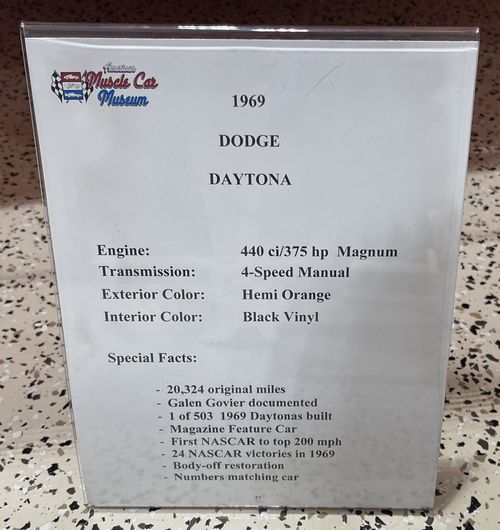 American
Muscle Car
Museum
1969
DODGE
DAYTONA
Engine: 440 ci/375 hp Magnum
Transmission: 4-Speed Manual
Exterior Color: Hemi Orange
Interior Color: Black Vinyl
Special Facts:
- 20,324 original miles
- Galen Govier documented
- 1 of 503 1969 Daytonas built
- Magazine Feature Car
- First NASCAR to top 200 mph
- 24 NASCAR victories in 1969
- Body-off restoration
- Numbers matching car